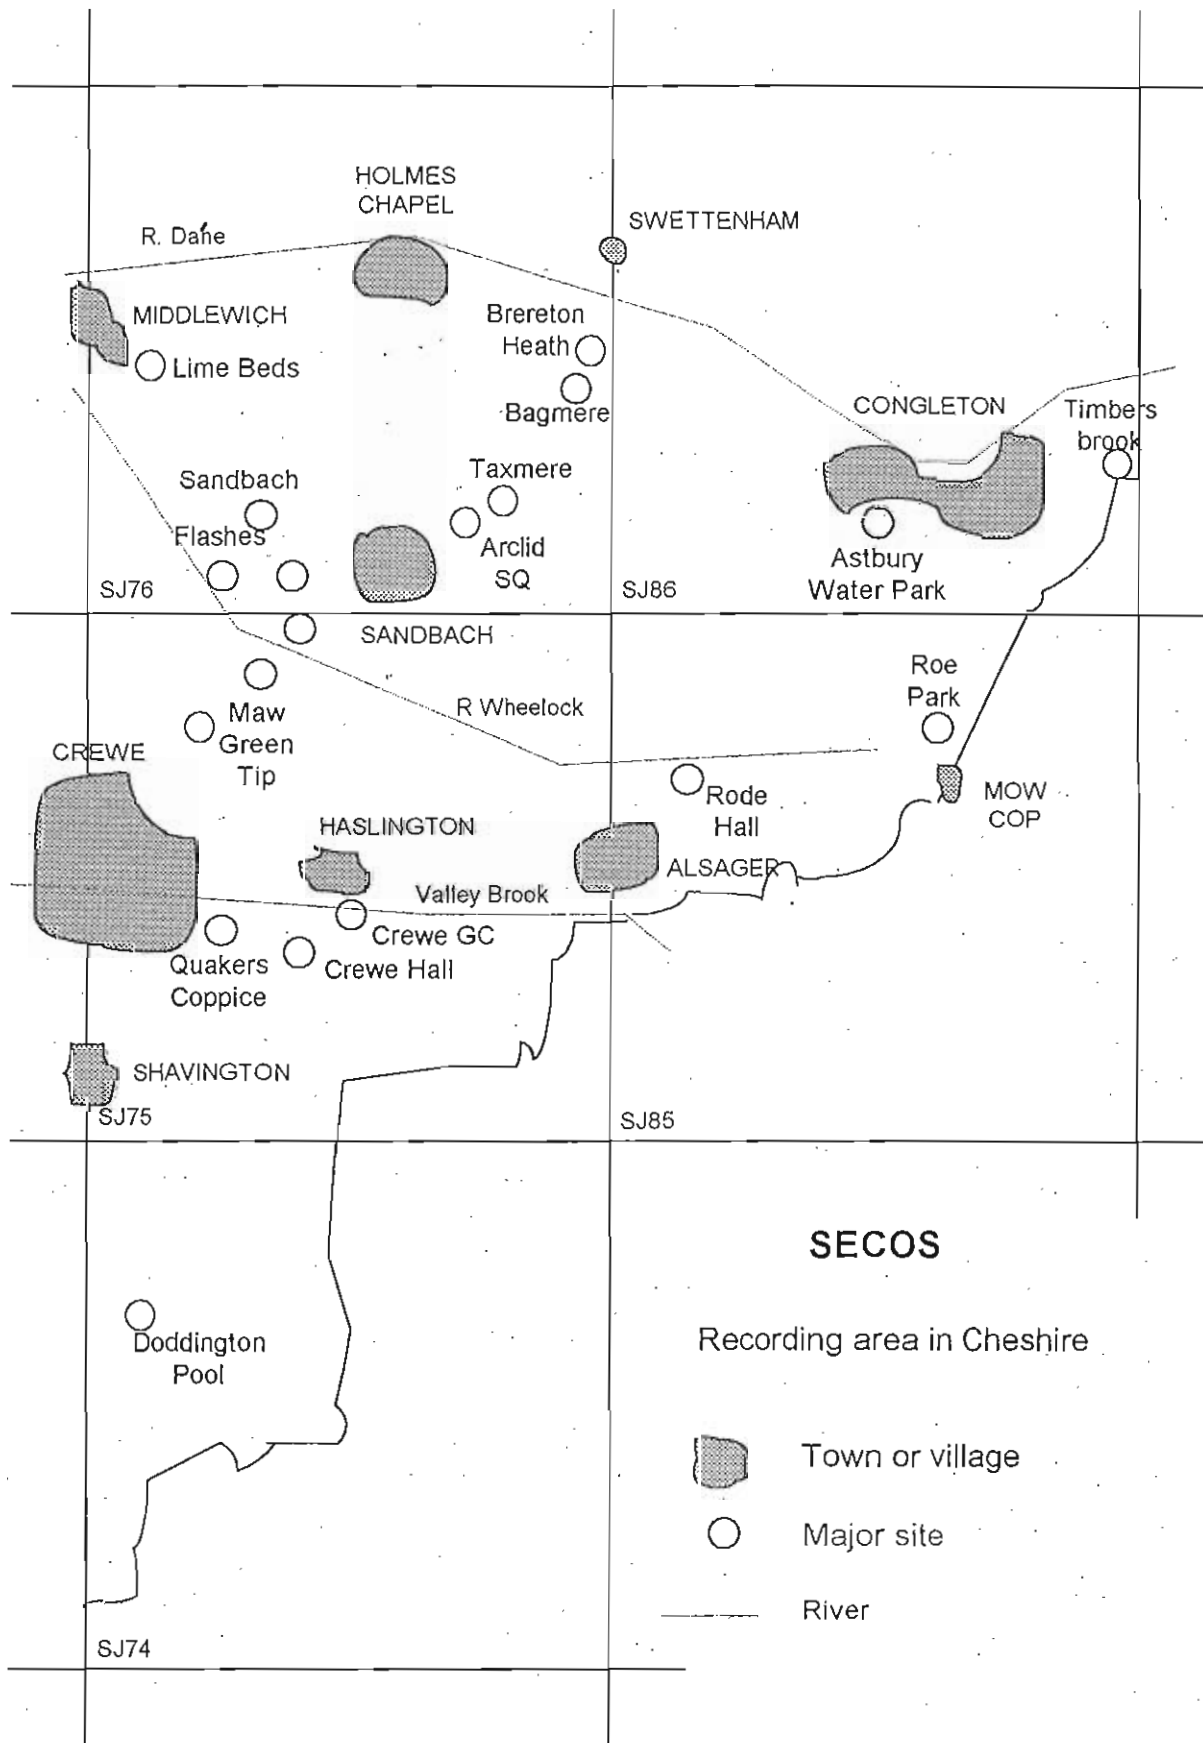 HOLMES
CHAPEL
SWETTENHAM
R. Dane
MIDDLEWICH
Lime Beds
Brereton
Heath
Bagmere
CONGLETON
Timbers
brook
Sandbach
Flashes
Taxmere
Arclid
SQ
Astbury
Water Park
SJ76
SJ86
SANDBACH
Roe
Park
R Wheelock
Maw
Green
Tip
CREWE
Rode
Hall
MOW
COP
HASLINGTON
ALSAGER
Valley Brook
Crewe GC
Quakers
Coppice
Crewe Hall
SHAVINGTON
SJ75
SJ85
SECOS
Recording area in Cheshire
Doddington
Pool
Town or village
Major site
River
SJ74